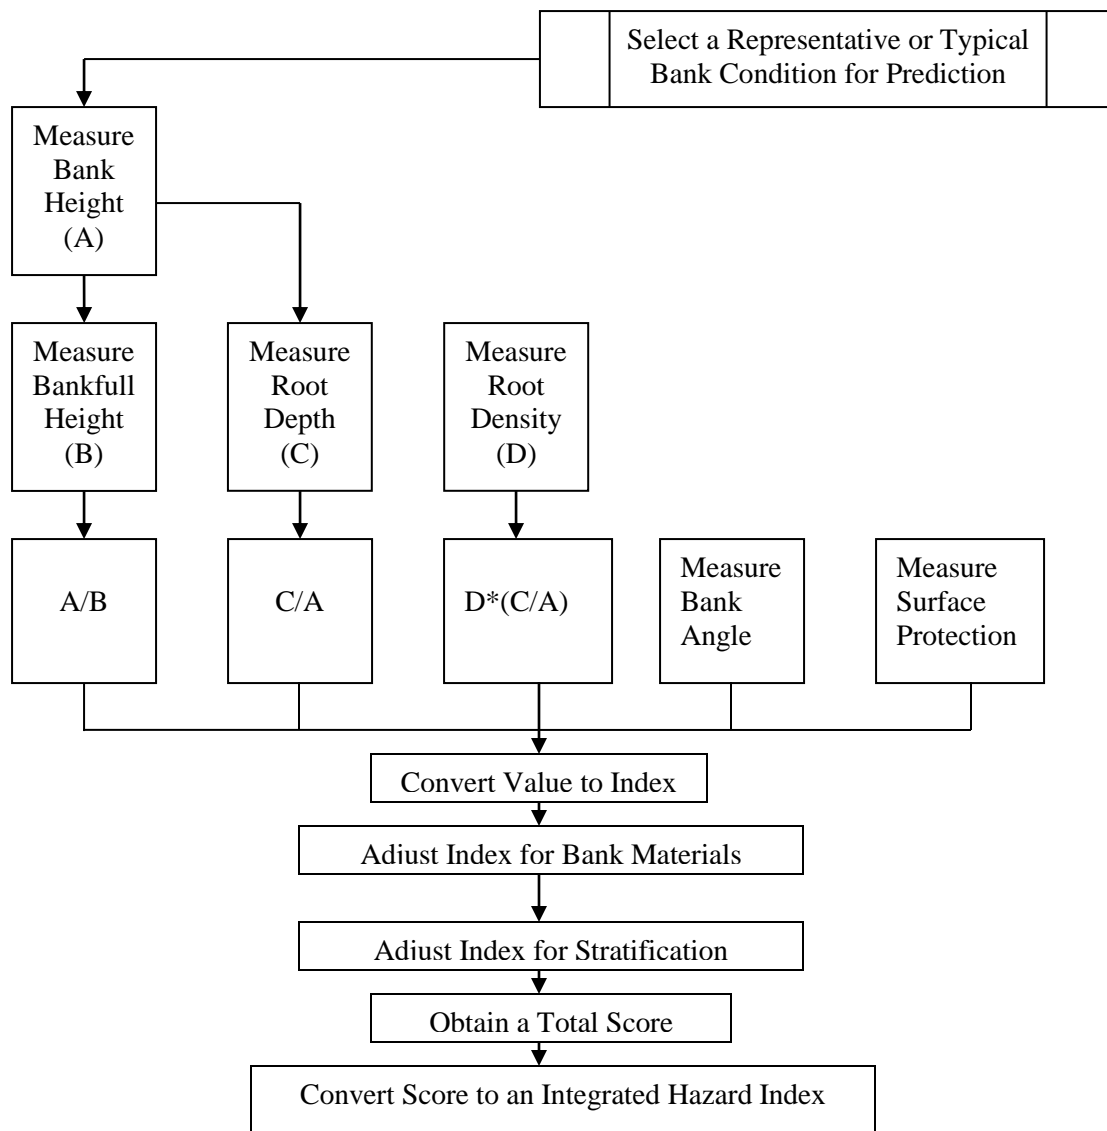 Select a Representative or Typical
Bank Condition for Prediction
Measure
Bank
Height
(A)
Measure
Bankfull
Height
(B)
Measure
Root
Depth
(C)
Measure
Root
Density
(D)
A/B
C/A
D*(C/A)
Measure
Bank
Angle
Measure
Surface
Protection
Convert Value to Index
Adjust Index for Bank Materials
Adjust Index for Stratification
Obtain a Total Score
Convert Score to an Integrated Hazard Index